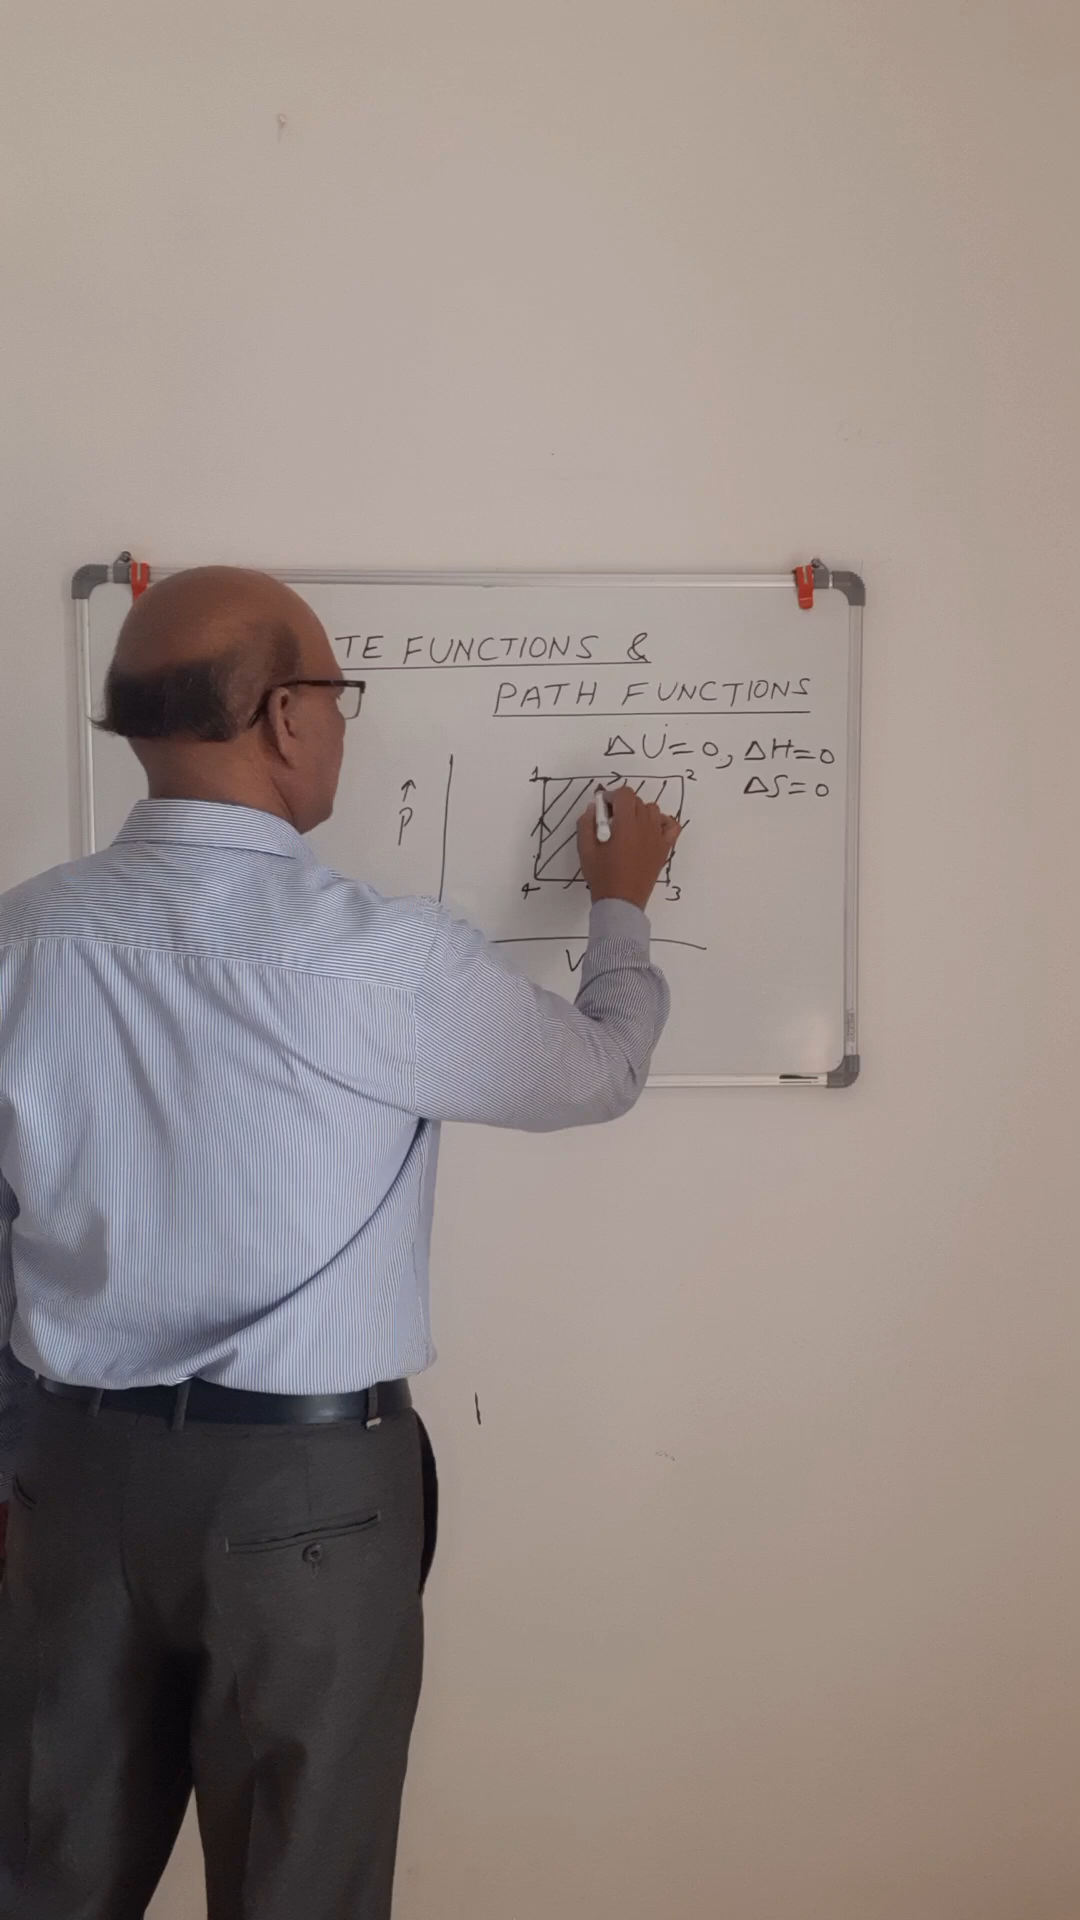 TE FUNCTIONS &
PATH FUNCTIONS
ΔU=0, ΔH=0
ΔS=0
1 2
↑
P
4 3
V